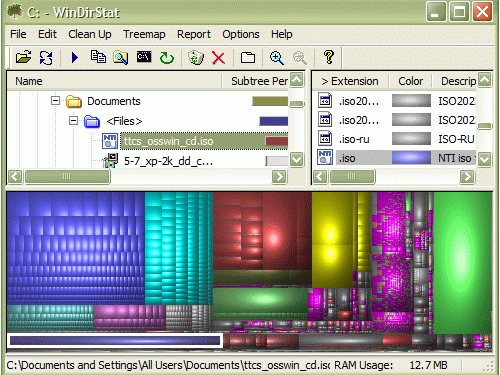 C: - WinDirStat
File Edit Clean Up Treemap Report Options Help
Name Subtree Per
> Extension Color Descrip
Documents
<Files>
ttcs_osswin_cd.iso
5-7_xp-2k_dd_c...
.iso20... ISO202
.iso20... ISO202
.iso-ru ISO-RU
.iso NTI iso
C:\Documents and Settings\All Users\Documents\ttcs_osswin_cd.iso RAM Usage: 12.7 MB